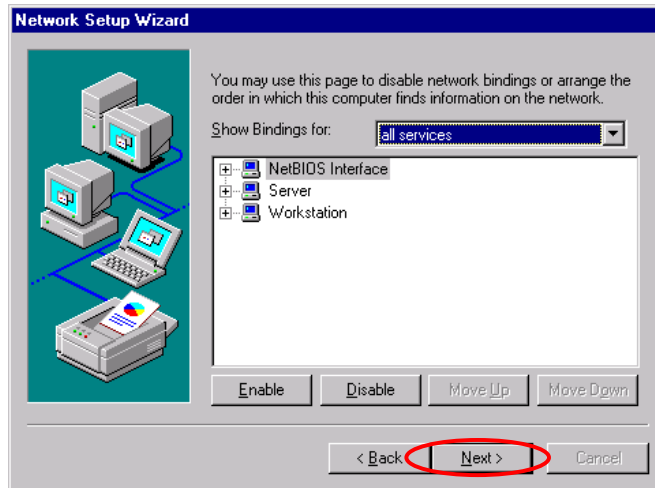 Network Setup Wizard
You may use this page to disable network bindings or arrange the
order in which this computer finds information on the network.
Show Bindings for: all services
NetBIOS Interface
Server
Workstation
Enable Disable Move Up Move Down
< Back Next > Cancel